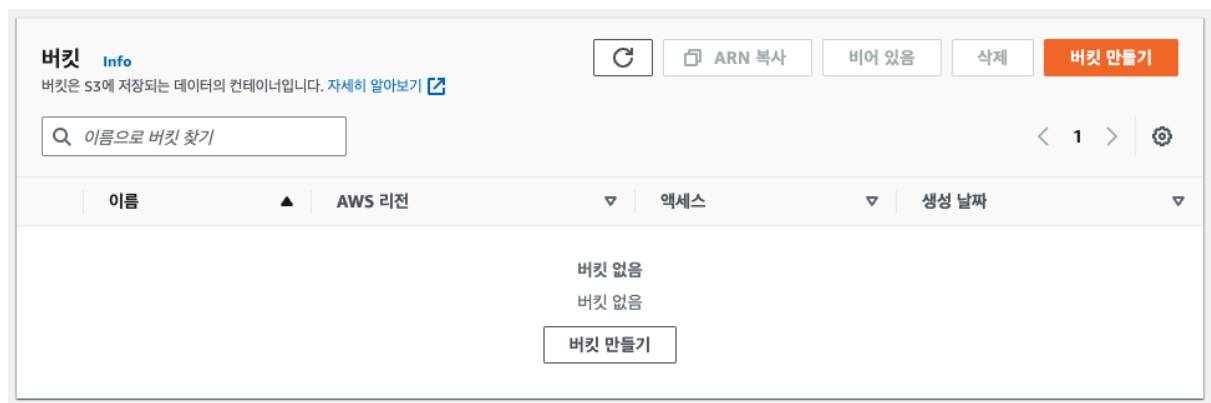 버킷 Info
버킷은 S3에 저장되는 데이터의 컨테이너입니다. 자세히 알아보기
ARN 복사 비어 있음 삭제 버킷 만들기
이름으로 버킷 찾기
1
이름 AWS 리전 액세스 생성 날짜
버킷 없음
버킷 없음
버킷 만들기